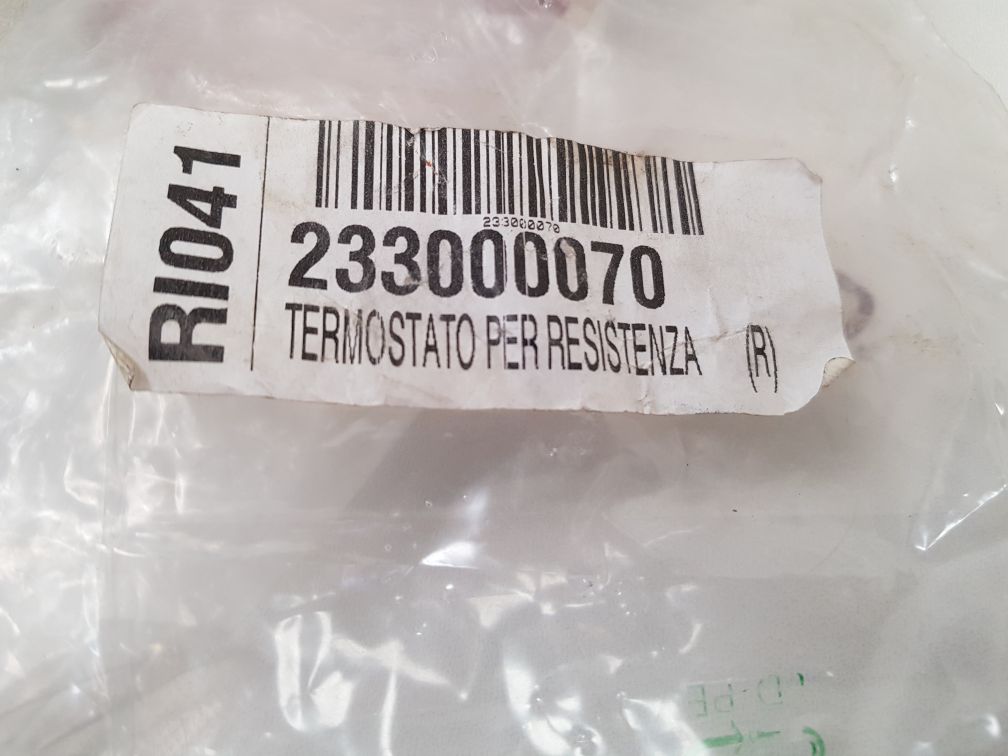 RI041
233000070
233000070
TERMOSTATO PER RESISTENZA (R)